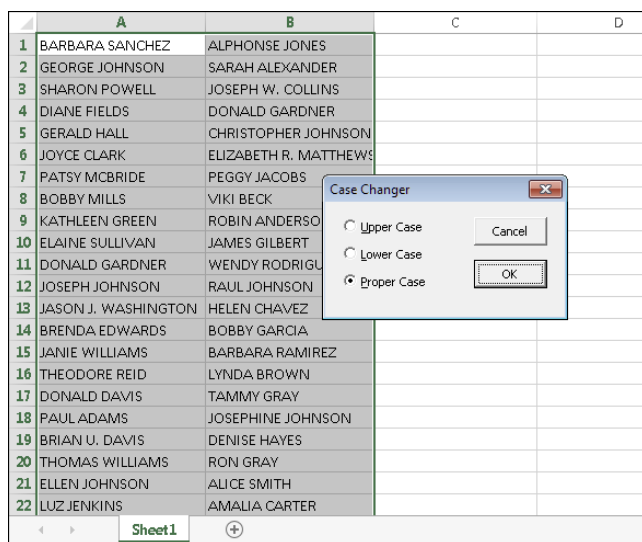 A B C D
1 BARBARA SANCHEZ ALPHONSE JONES
2 GEORGE JOHNSON SARAH ALEXANDER
3 SHARON POWELL JOSEPH W. COLLINS
4 DIANE FIELDS DONALD GARDNER
5 GERALD HALL CHRISTOPHER JOHNSON
6 JOYCE CLARK ELIZABETH R. MATTHEWS
7 PATSY MCBRIDE PEGGY JACOBS
8 BOBBY MILLS VIKI BECK
9 KATHLEEN GREEN ROBIN ANDERSO
10 ELAINE SULLIVAN JAMES GILBERT
11 DONALD GARDNER WENDY RODRIGU
12 JOSEPH JOHNSON RAUL JOHNSON
13 JASON J. WASHINGTON HELEN CHAVEZ
14 BRENDA EDWARDS BOBBY GARCIA
15 JANIE WILLIAMS BARBARA RAMIREZ
16 THEODORE REID LYNDA BROWN
17 DONALD DAVIS TAMMY GRAY
18 PAUL ADAMS JOSEPHINE JOHNSON
19 BRIAN U. DAVIS DENISE HAYES
20 THOMAS WILLIAMS RON GRAY
21 ELLEN JOHNSON ALICE SMITH
22 LUZ JENKINS AMALIA CARTER
Case Changer
Upper Case
Lower Case
Proper Case
Cancel
OK
Sheet1